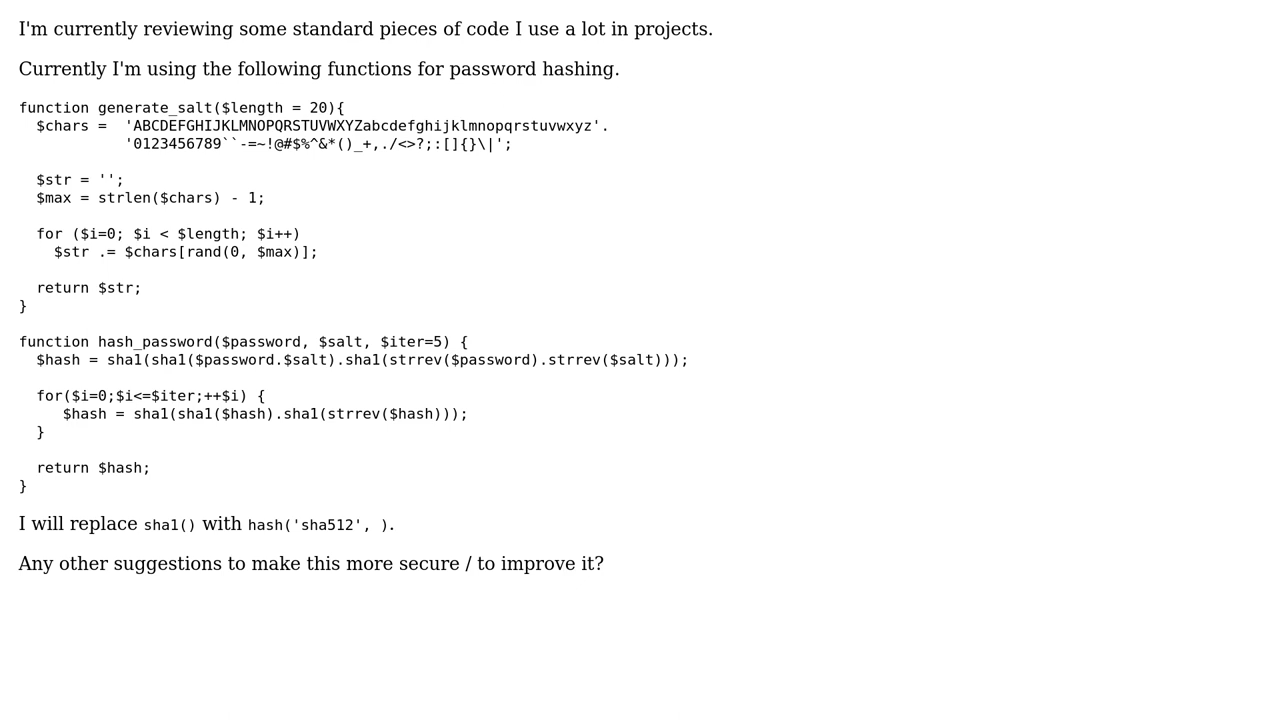 I'm currently reviewing some standard pieces of code I use a lot in projects.
Currently I'm using the following functions for password hashing.
function generate_salt($length = 20){
  $chars =  'ABCDEFGHIJKLMNOPQRSTUVWXYZabcdefghijklmnopqrstuvwxyz'.
            '0123456789``-=~!@#$%^&*()_+,./<>?;:[]{}\|';
  $str = '';
  $max = strlen($chars) - 1;
  for ($i=0; $i < $length; $i++)
    $str .= $chars[rand(0, $max)];
  return $str;
}
function hash_password($password, $salt, $iter=5) {
  $hash = sha1(sha1($password.$salt).sha1(strrev($password).strrev($salt)));
  for($i=0;$i<=$iter;++$i) {
     $hash = sha1(sha1($hash).sha1(strrev($hash)));
  }
  return $hash;
}
I will replace sha1() with hash('sha512', ).
Any other suggestions to make this more secure / to improve it?